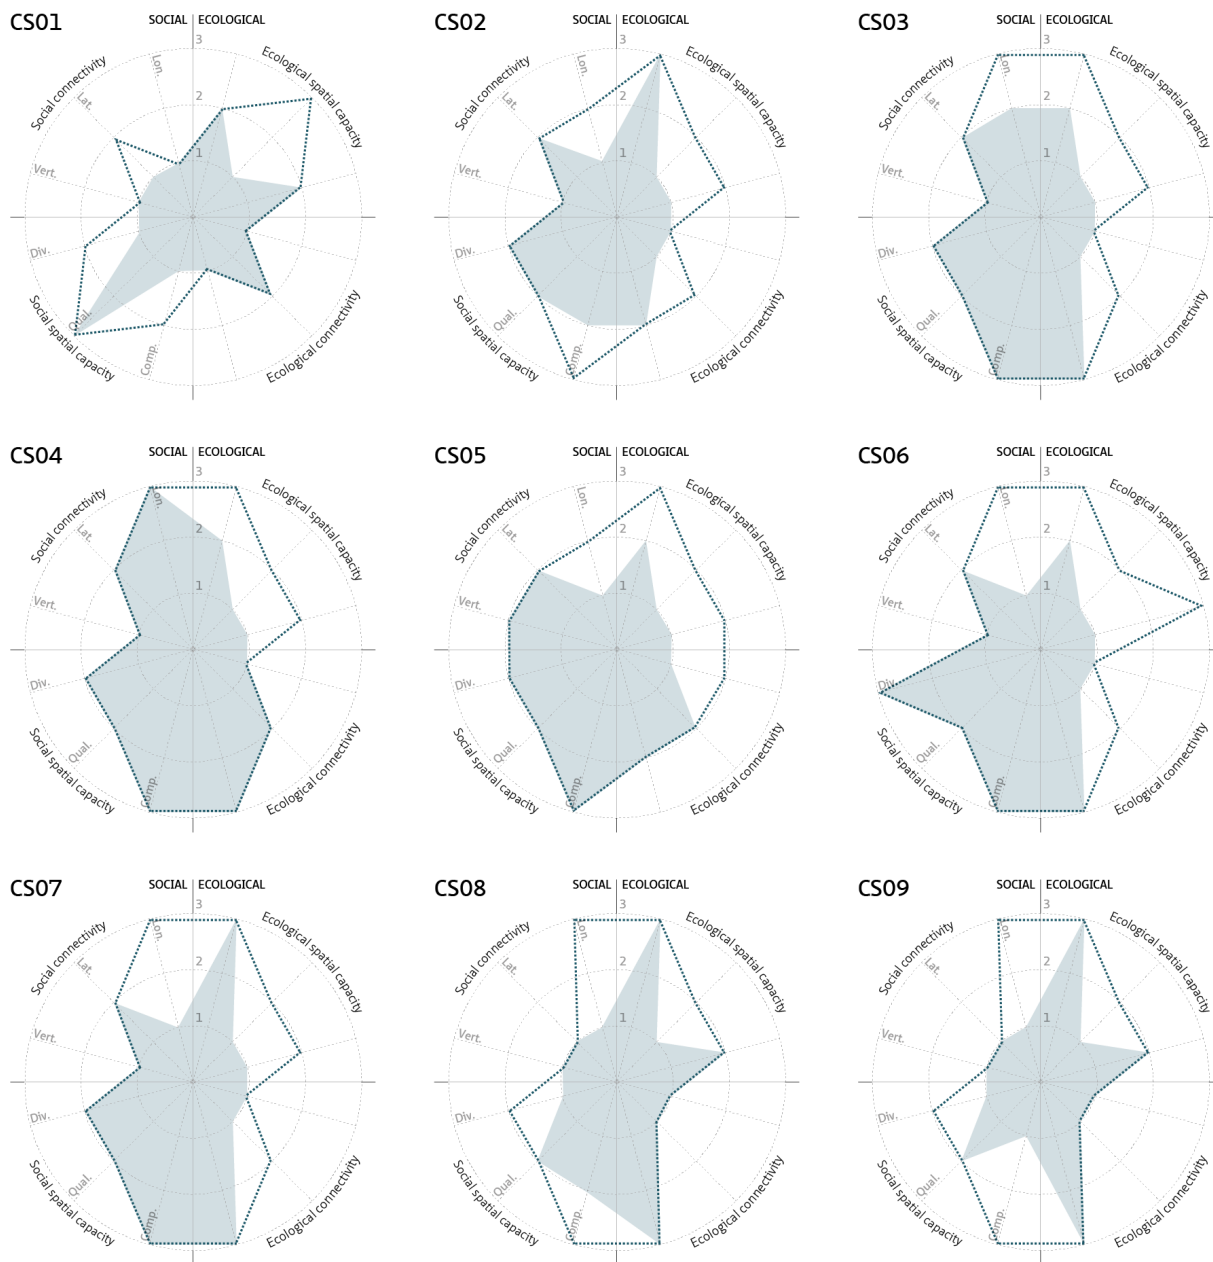 CS01
SOCIAL ECOLOGICAL
3
2
1
Social connectivity
Ecological spatial capacity
Lon.
Lat.
Vert.
Div.
Qual.
Comp.
Social spatial capacity
Ecological connectivity
CS02
SOCIAL ECOLOGICAL
3
2
1
Social connectivity
Ecological spatial capacity
Lon.
Lat.
Vert.
Div.
Qual.
Comp.
Social spatial capacity
Ecological connectivity
CS03
SOCIAL ECOLOGICAL
3
2
1
Social connectivity
Ecological spatial capacity
Lon.
Lat.
Vert.
Div.
Qual.
Comp.
Social spatial capacity
Ecological connectivity
CS04
SOCIAL ECOLOGICAL
3
2
1
Social connectivity
Ecological spatial capacity
Lon.
Lat.
Vert.
Div.
Qual.
Comp.
Social spatial capacity
Ecological connectivity
CS05
SOCIAL ECOLOGICAL
3
2
1
Social connectivity
Ecological spatial capacity
Lon.
Lat.
Vert.
Div.
Qual.
Comp.
Social spatial capacity
Ecological connectivity
CS06
SOCIAL ECOLOGICAL
3
2
1
Social connectivity
Ecological spatial capacity
Lon.
Lat.
Vert.
Div.
Qual.
Comp.
Social spatial capacity
Ecological connectivity
CS07
SOCIAL ECOLOGICAL
3
2
1
Social connectivity
Ecological spatial capacity
Lon.
Lat.
Vert.
Div.
Qual.
Comp.
Social spatial capacity
Ecological connectivity
CS08
SOCIAL ECOLOGICAL
3
2
1
Social connectivity
Ecological spatial capacity
Lon.
Lat.
Vert.
Div.
Qual.
Comp.
Social spatial capacity
Ecological connectivity
CS09
SOCIAL ECOLOGICAL
3
2
1
Social connectivity
Ecological spatial capacity
Lon.
Lat.
Vert.
Div.
Qual.
Comp.
Social spatial capacity
Ecological connectivity